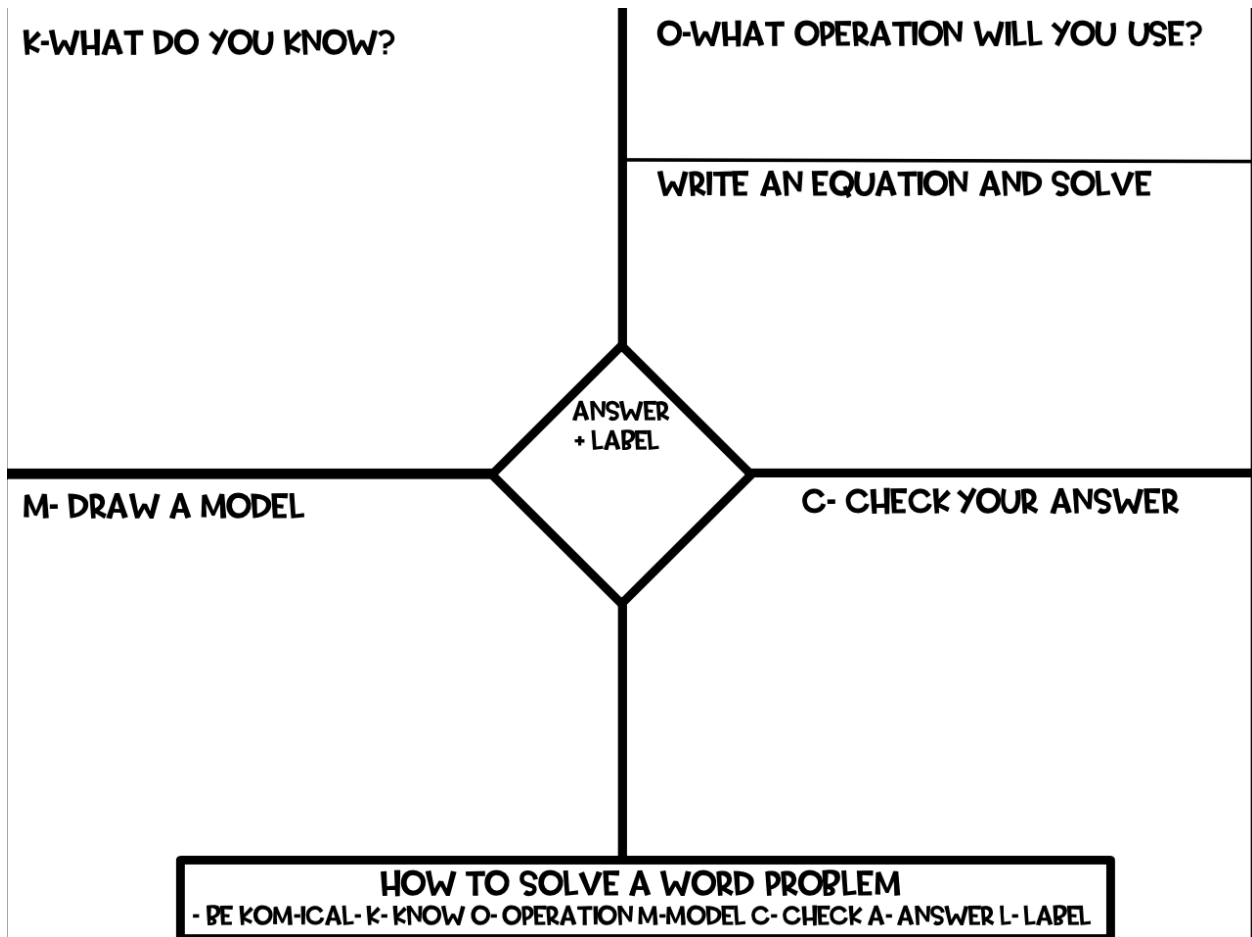 K-WHAT DO YOU KNOW?
O-WHAT OPERATION WILL YOU USE?
WRITE AN EQUATION AND SOLVE
ANSWER
+ LABEL
M- DRAW A MODEL
C- CHECK YOUR ANSWER
HOW TO SOLVE A WORD PROBLEM
- BE KOM-ICAL- K- KNOW O- OPERATION M-MODEL C- CHECK A- ANSWER L- LABEL